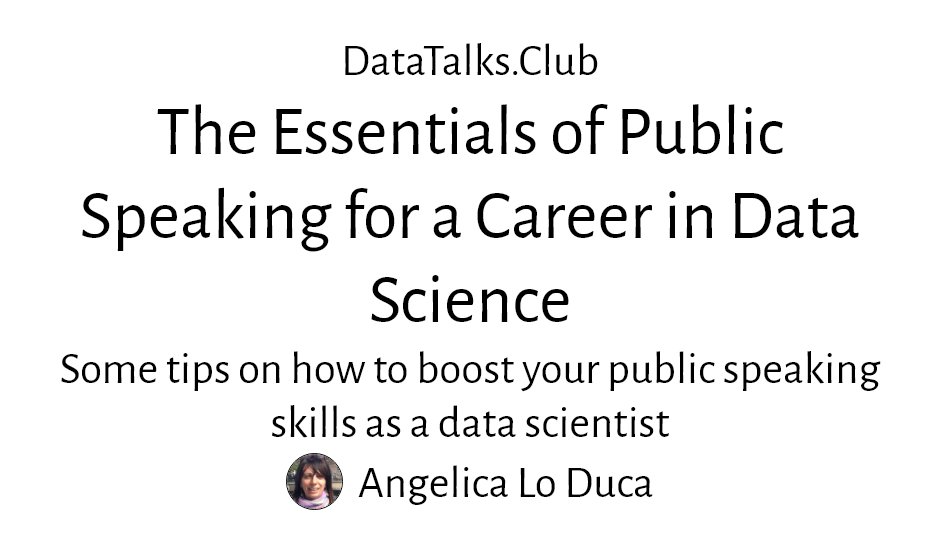 DataTalks.Club
The Essentials of Public
Speaking for a Career in Data
Science
Some tips on how to boost your public speaking
skills as a data scientist
Angelica Lo Duca